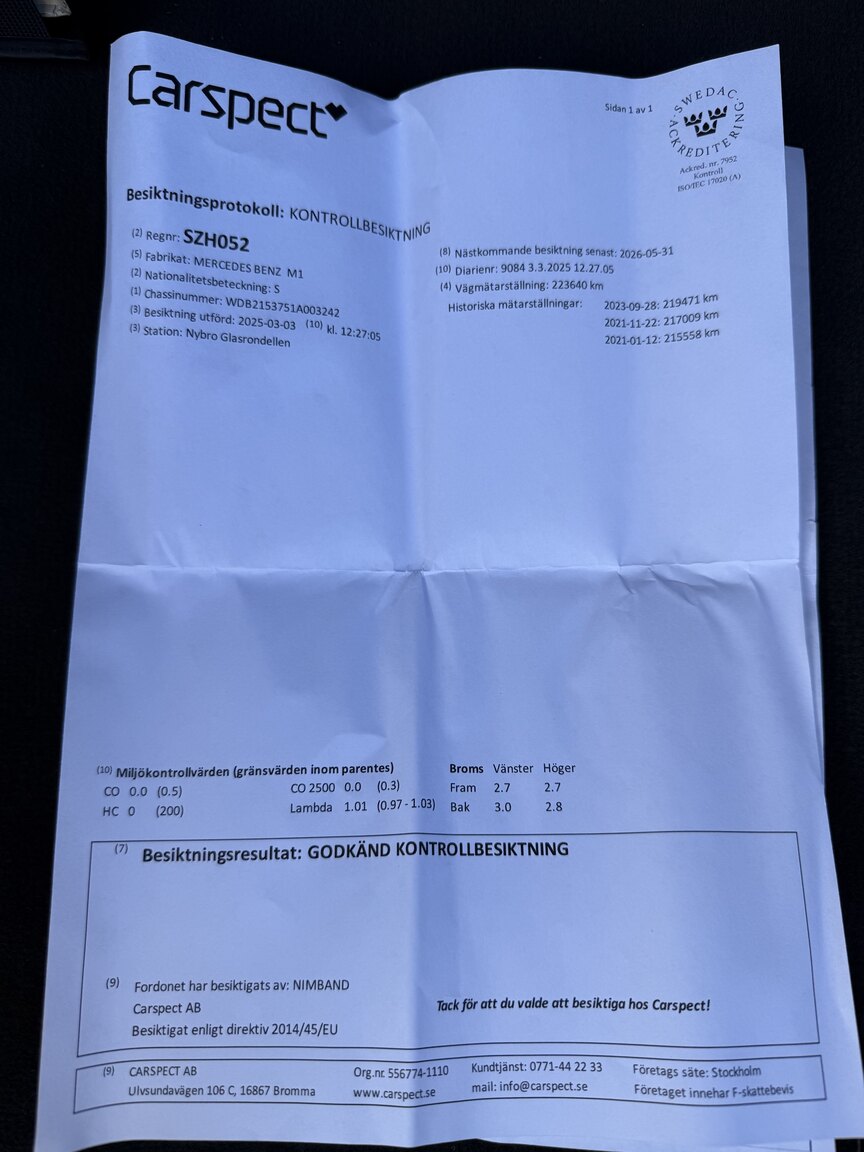 Carspect
Sidan 1 av 1
SWEDAC ACKREDITERING
Ackred. nr. 7952
Kontroll
ISO/IEC 17020 (A)
Besiktningsprotokoll: KONTROLLBESIKTNING
(2) Regnr: SZH052
(5) Fabrikat: MERCEDES BENZ M1
(2) Nationalitetsbeteckning: S
(1) Chassinummer: WDB2153751A003242
(3) Besiktning utförd: 2025-03-03 (10) kl. 12:27:05
(3) Station: Nybro Glasrondellen
(8) Nästkommande besiktning senast: 2026-05-31
(10) Diarienr: 9084 3.3.2025 12.27.05
(4) Vägmätarställning: 223640 km
Historiska mätarställningar: 2023-09-28: 219471 km
2021-11-22: 217009 km
2021-01-12: 215558 km
(10) Miljökontrollvärden (gränsvärden inom parentes)
CO 0.0 (0.5) CO 2500 0.0 (0.3)
HC 0 (200) Lambda 1.01 (0.97 - 1.03)
Broms Vänster Höger
Fram 2.7 2.7
Bak 3.0 2.8
(7) Besiktningsresultat: GODKÄND KONTROLLBESIKTNING
(9) Fordonet har besiktigats av: NIMBAND
Carspect AB
Besiktigat enligt direktiv 2014/45/EU
Tack för att du valde att besiktiga hos Carspect!
(9) CARSPECT AB Org.nr. 556774-1110 Kundtjänst: 0771-44 22 33 Företags säte: Stockholm
Ulvsundavägen 106 C, 16867 Bromma www.carspect.se mail: info@carspect.se Företaget innehar F-skattebevis